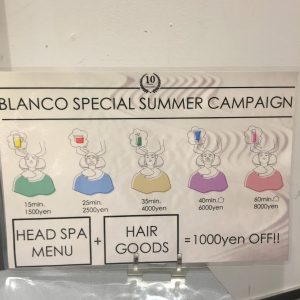 10
BLANCO SPECIAL SUMMER CAMPAIGN
15min. 25min. 35min. 40min. 60min.
1500yen 2500yen 4000yen 6000yen 8000yen
HEAD SPA HAIR
MENU + GOODS =1000yen OFF!!